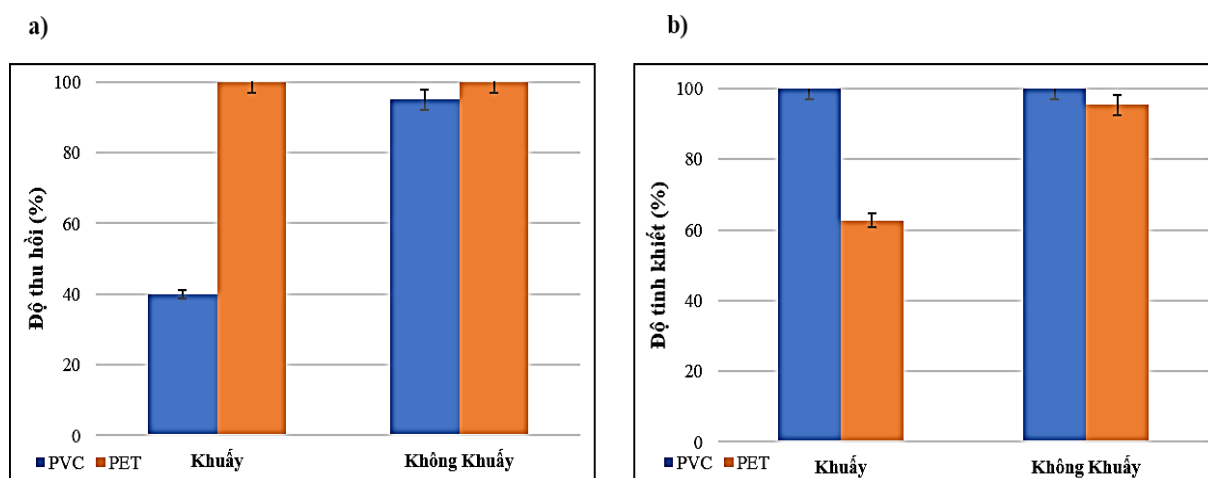 a)
Độ thu hồi (%)
100
80
60
40
20
0
PVC PET
Khuấy
Không Khuấy
b)
Độ tinh khiết (%)
100
80
60
40
20
0
PVC PET
Khuấy
Không Khuấy